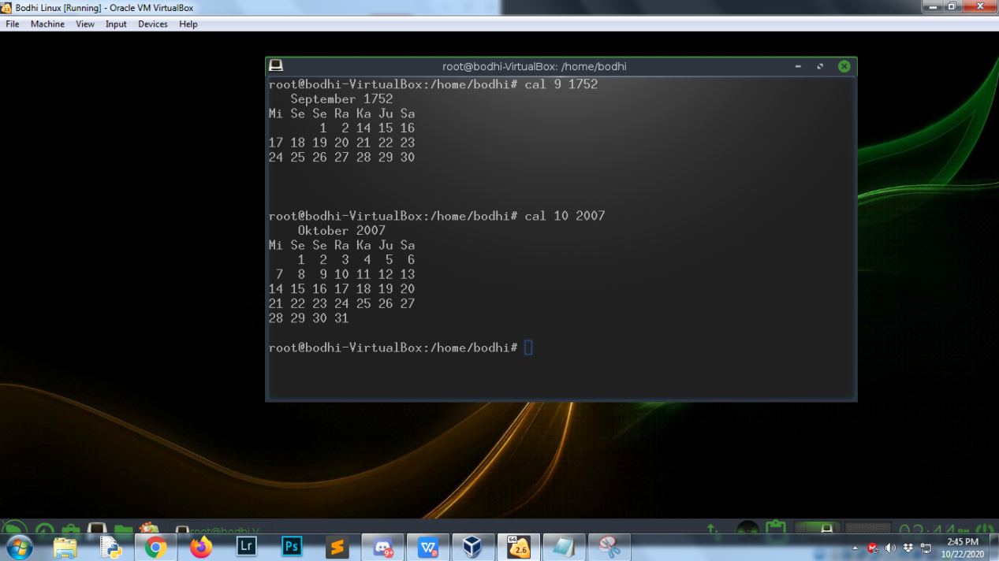 Bodhi Linux [Running] - Oracle VM VirtualBox
File Machine View Input Devices Help
root@bodhi-VirtualBox: /home/bodhi
root@bodhi-VirtualBox:/home/bodhi# cal 9 1752
September 1752
Mi Se Se Ra Ka Ju Sa
1 2 14 15 16
17 18 19 20 21 22 23
24 25 26 27 28 29 30
root@bodhi-VirtualBox:/home/bodhi# cal 10 2007
Oktober 2007
Mi Se Se Ra Ka Ju Sa
1 2 3 4 5 6
7 8 9 10 11 12 13
14 15 16 17 18 19 20
21 22 23 24 25 26 27
28 29 30 31
root@bodhi-VirtualBox:/home/bodhi#
root@bodhi-V
02:44PM
Lr Ps 9+ W 64 2.6
2:45 PM
10/22/2020